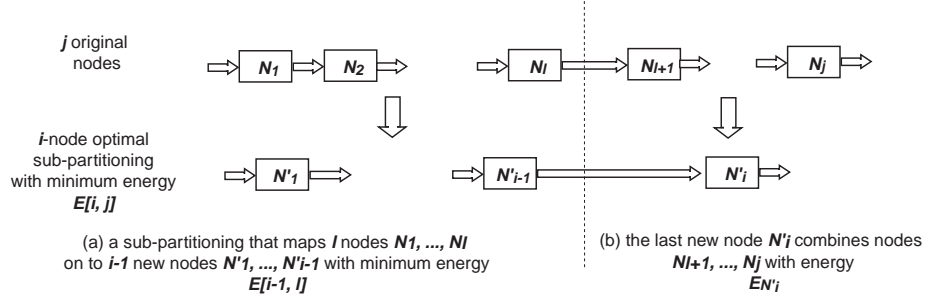 j original
nodes
N1 N2 Nl Nl+1 Nj
i-node optimal
sub-partitioning
with minimum energy
E[i, j]
N'1 N'i-1 N'i
(a) a sub-partitioning that maps l nodes N1, ..., Nl
on to i-1 new nodes N'1, ..., N'i-1 with minimum energy
E[i-1, l]
(b) the last new node N'i combines nodes
Nl+1, ..., Nj with energy
EN'i